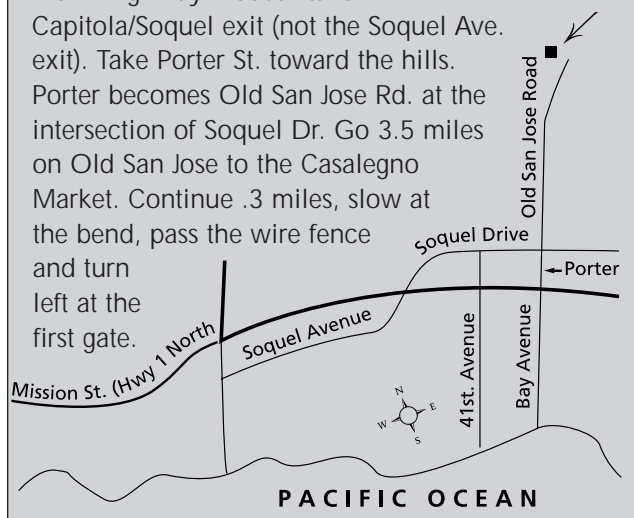 Capitola/Soquel exit (not the Soquel Ave.
exit). Take Porter St. toward the hills.
Porter becomes Old San Jose Rd. at the
intersection of Soquel Dr. Go 3.5 miles
on Old San Jose to the Casalegno
Market. Continue .3 miles, slow at
the bend, pass the wire fence
and turn
left at the
first gate.
Old San Jose Road
Soquel Drive
Porter
Soquel Avenue
Mission St. (Hwy 1 North
41st. Avenue
Bay Avenue
N
W
E
S
PACIFIC OCEAN